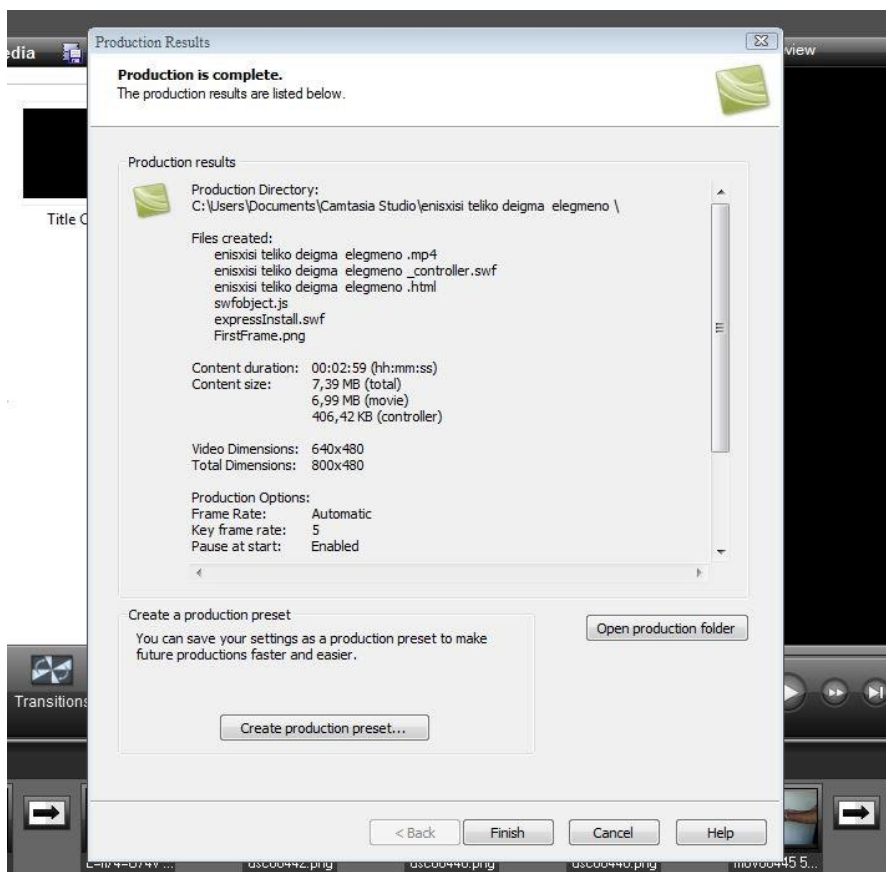 edia
view
Production Results
Production is complete.
The production results are listed below.
Production results
Production Directory:
C:\Users\Documents\Camtasia Studio\enisxisi teliko deigma  elegmeno \
Title C
Files created:
enisxisi teliko deigma  elegmeno .mp4
enisxisi teliko deigma  elegmeno _controller.swf
enisxisi teliko deigma  elegmeno .html
swfobject.js
expressInstall.swf
FirstFrame.png
Content duration: 00:02:59 (hh:mm:ss)
Content size: 7,39 MB (total)
6,99 MB (movie)
406,42 KB (controller)
Video Dimensions: 640x480
Total Dimensions: 800x480
Production Options:
Frame Rate: Automatic
Key frame rate: 5
Pause at start: Enabled
Create a production preset
You can save your settings as a production preset to make
future productions faster and easier.
Open production folder
Transitions
Create production preset...
< Back Finish Cancel Help